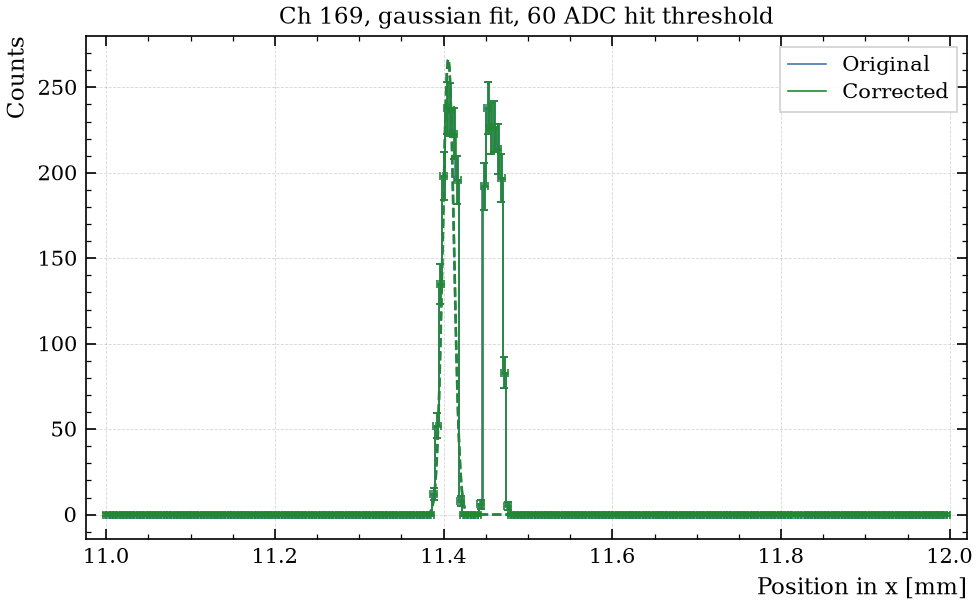 Ch 169, gaussian fit, 60 ADC hit threshold
Counts
Original
Corrected
250
200
150
100
50
0
11.0 11.2 11.4 11.6 11.8 12.0
Position in x [mm]